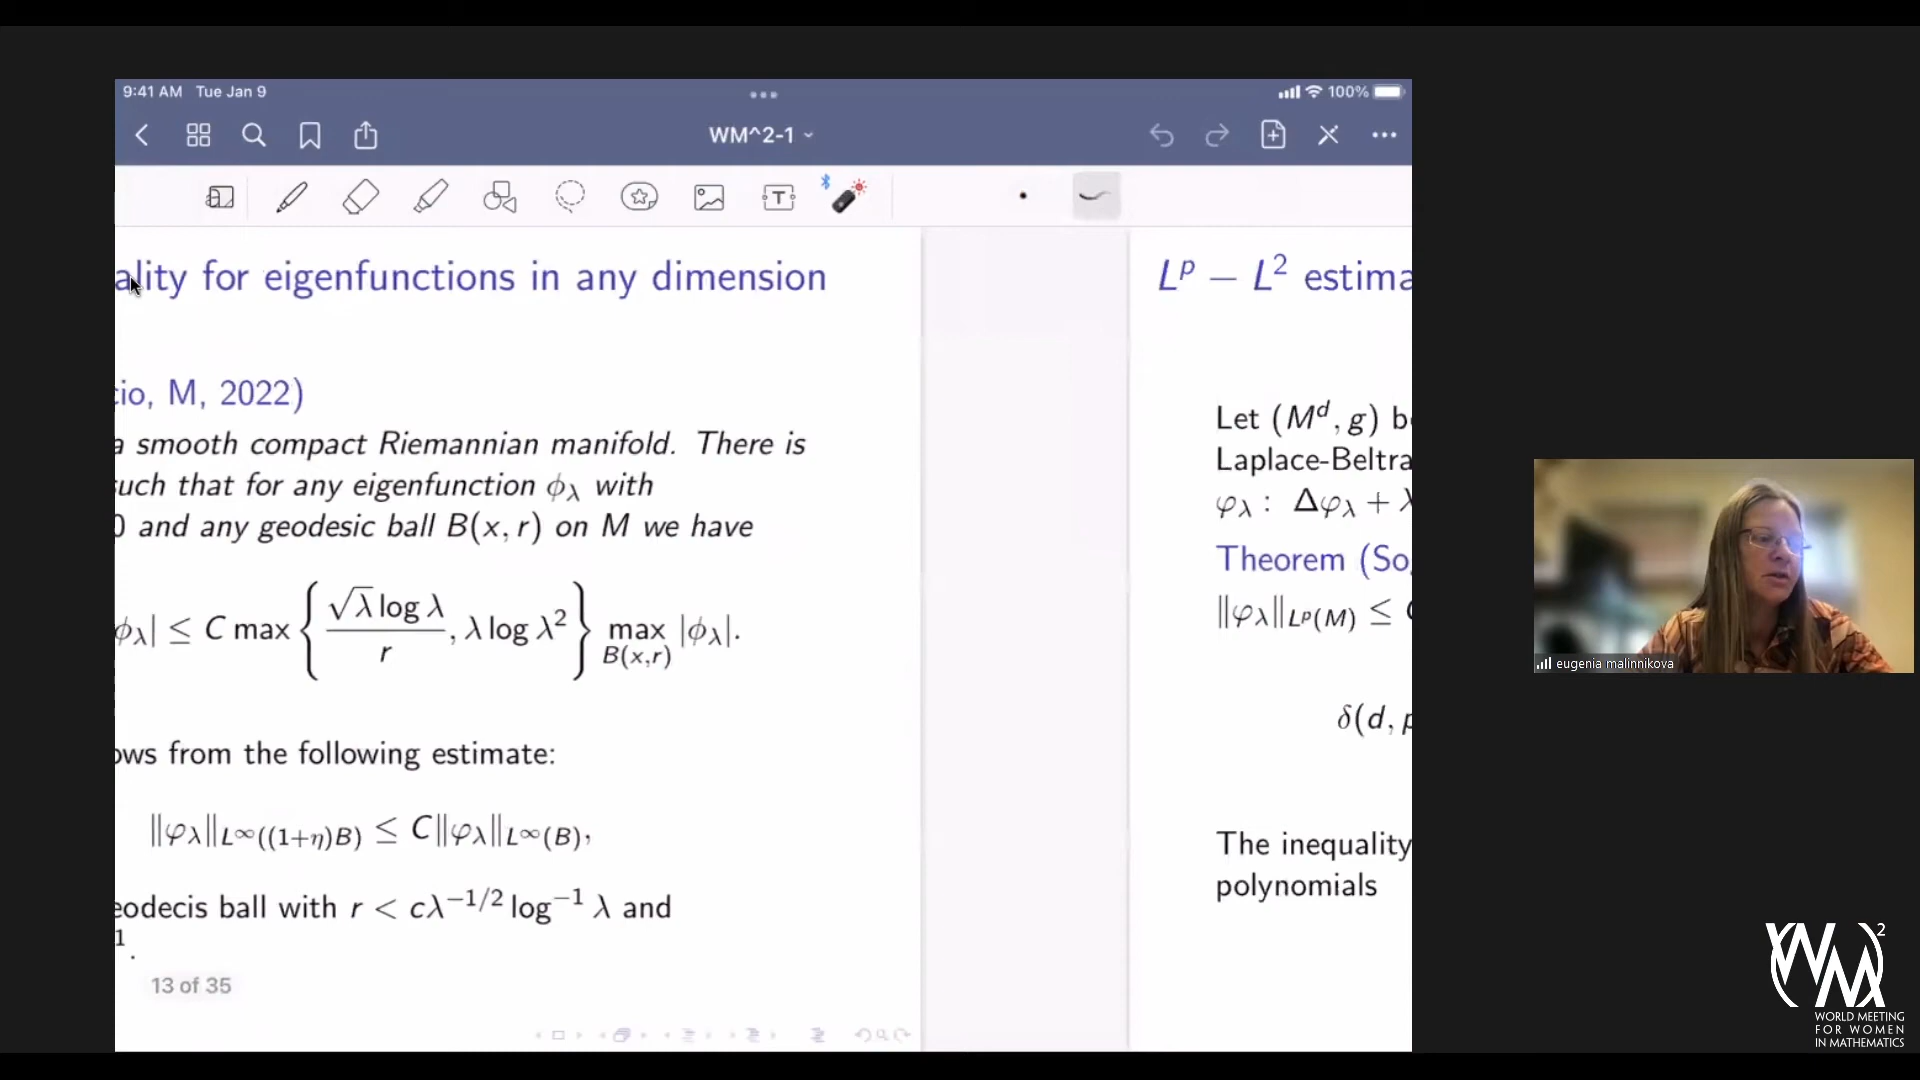 9:41 AM Tue Jan 9
100%
WM^2-1
ality for eigenfunctions in any dimension
cio, M, 2022)
a smooth compact Riemannian manifold. There is
such that for any eigenfunction ϕ_λ with
0 and any geodesic ball B(x, r) on M we have
ϕ_λ| ≤ C max { √λ log λ / r , λ log λ² } max_{B(x,r)} |ϕ_λ|.
ows from the following estimate:
‖φ_λ‖_{L^∞((1+η)B)} ≤ C‖φ_λ‖_{L^∞(B)},
eodecis ball with r < cλ^{−1/2} log^{−1} λ and
1
.
13 of 35
L^p − L^2 estima
Let (M^d, g) b
Laplace-Beltra
φ_λ : Δφ_λ + λ
Theorem (So
‖φ_λ‖_{L^p(M)} ≤ C
δ(d, p
The inequality
polynomials
eugenia malinnikova
WM²
WORLD MEETING
FOR WOMEN
IN MATHEMATICS